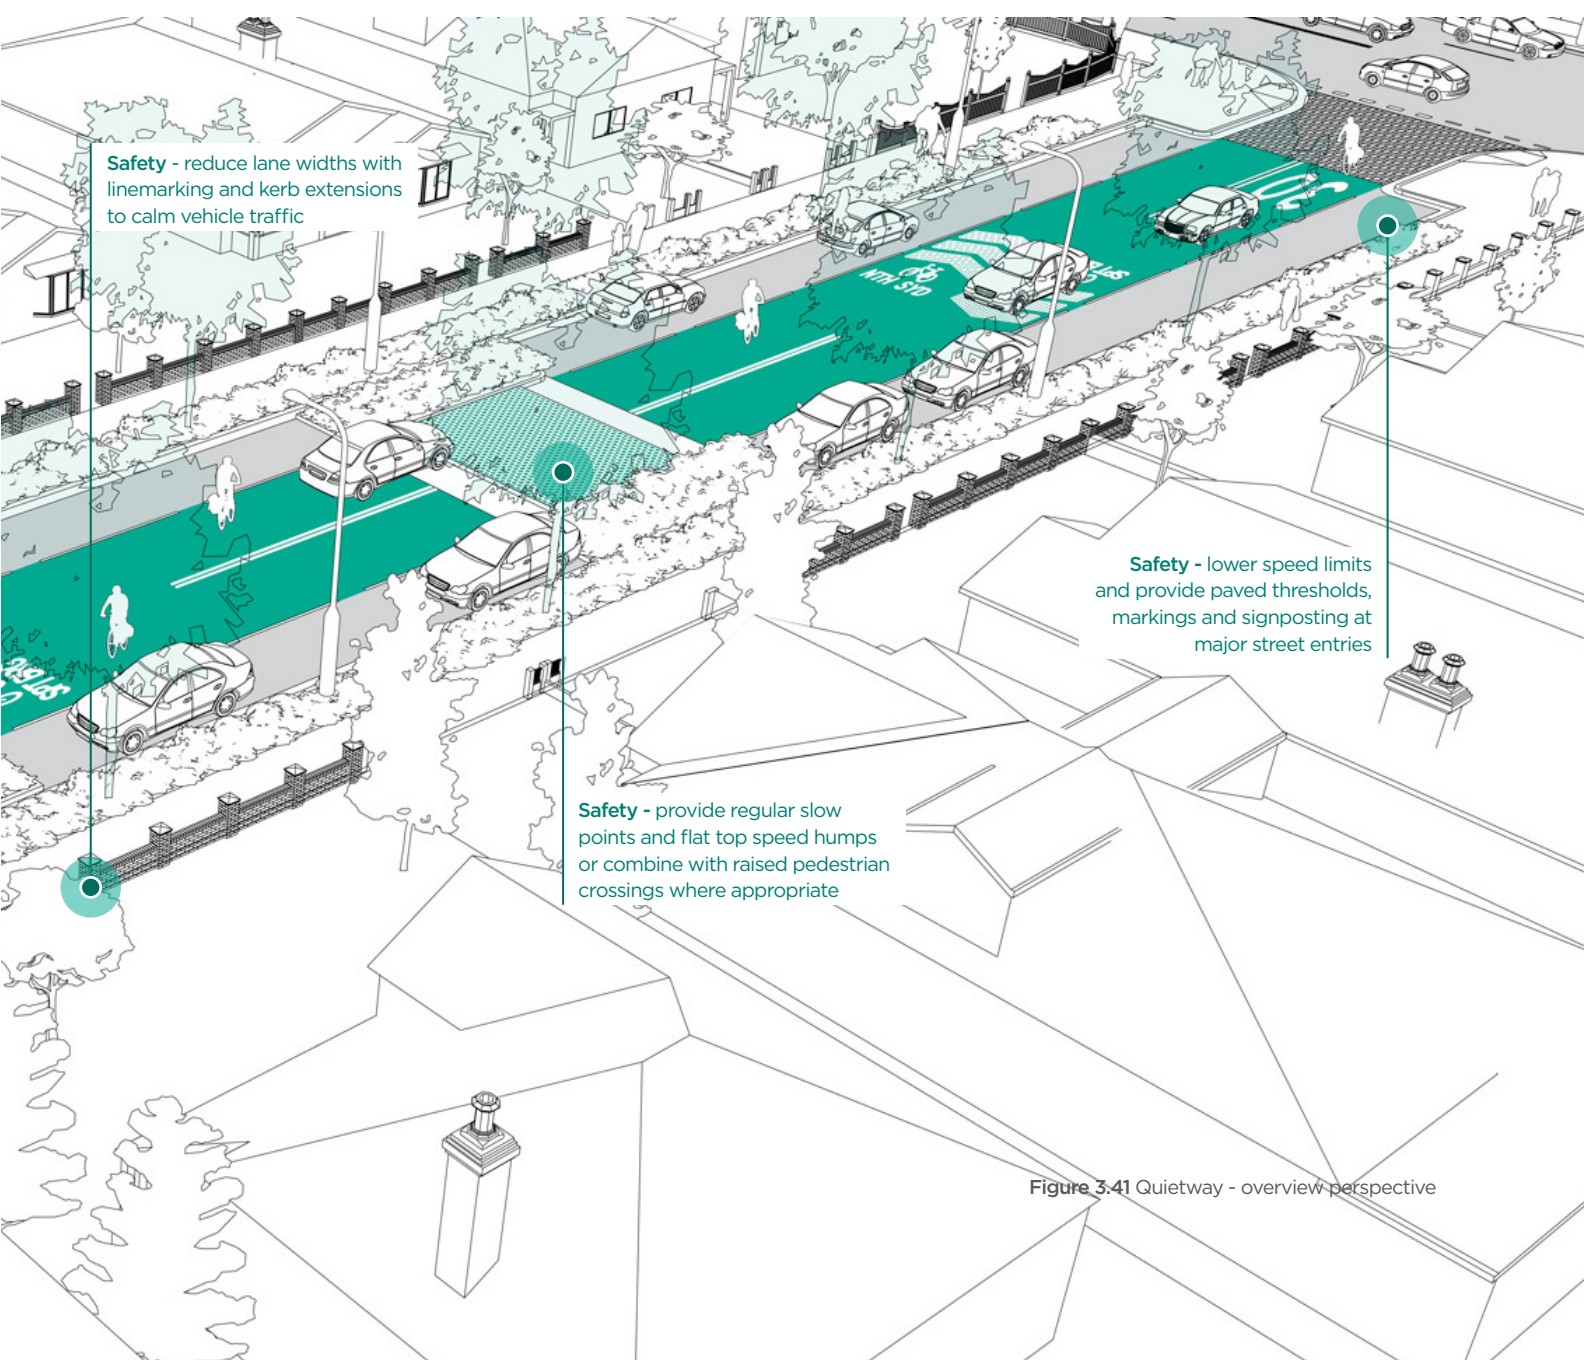 Safety - reduce lane widths with
linemarking and kerb extensions
to calm vehicle traffic
NTH SYD
Safety - lower speed limits
and provide paved thresholds,
markings and signposting at
major street entries
Safety - provide regular slow
points and flat top speed humps
or combine with raised pedestrian
crossings where appropriate
Figure 3.41 Quietway - overview perspective